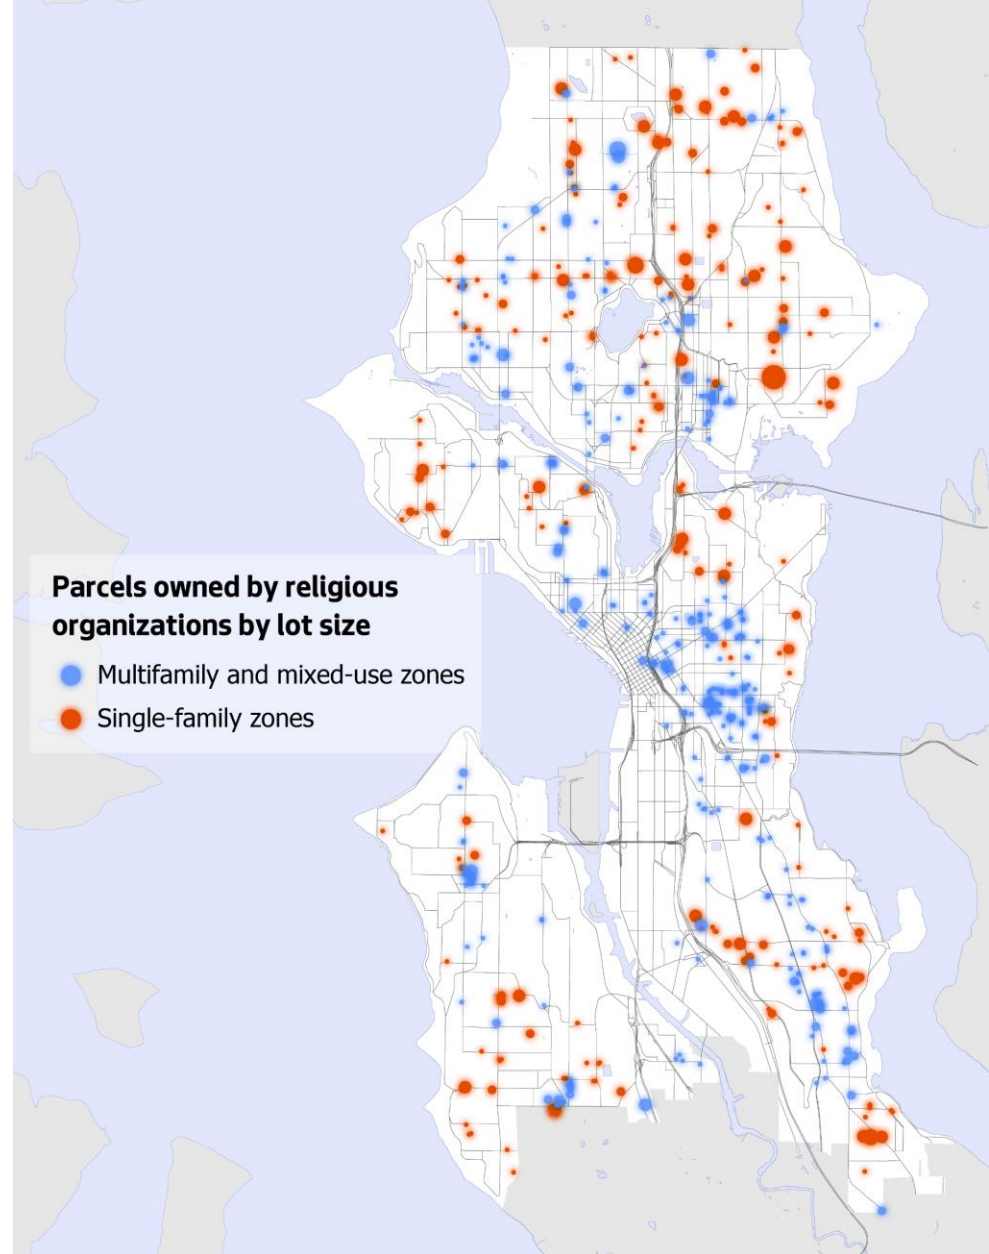 Parcels owned by religious
organizations by lot size
Multifamily and mixed-use zones
Single-family zones